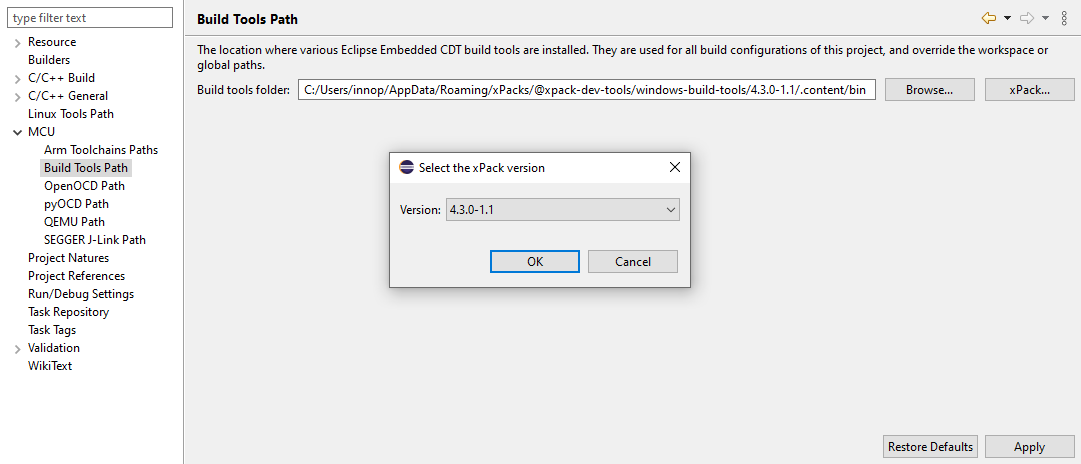 type filter text
Resource
Builders
C/C++ Build
C/C++ General
Linux Tools Path
MCU
Arm Toolchains Paths
Build Tools Path
OpenOCD Path
pyOCD Path
QEMU Path
SEGGER J-Link Path
Project Natures
Project References
Run/Debug Settings
Task Repository
Task Tags
Validation
WikiText
Build Tools Path
The location where various Eclipse Embedded CDT build tools are installed. They are used for all build configurations of this project, and override the workspace or
global paths.
Build tools folder: C:/Users/innop/AppData/Roaming/xPacks/@xpack-dev-tools/windows-build-tools/4.3.0-1.1/.content/bin Browse... xPack...
Select the xPack version
Version: 4.3.0-1.1
OK Cancel
Restore Defaults Apply